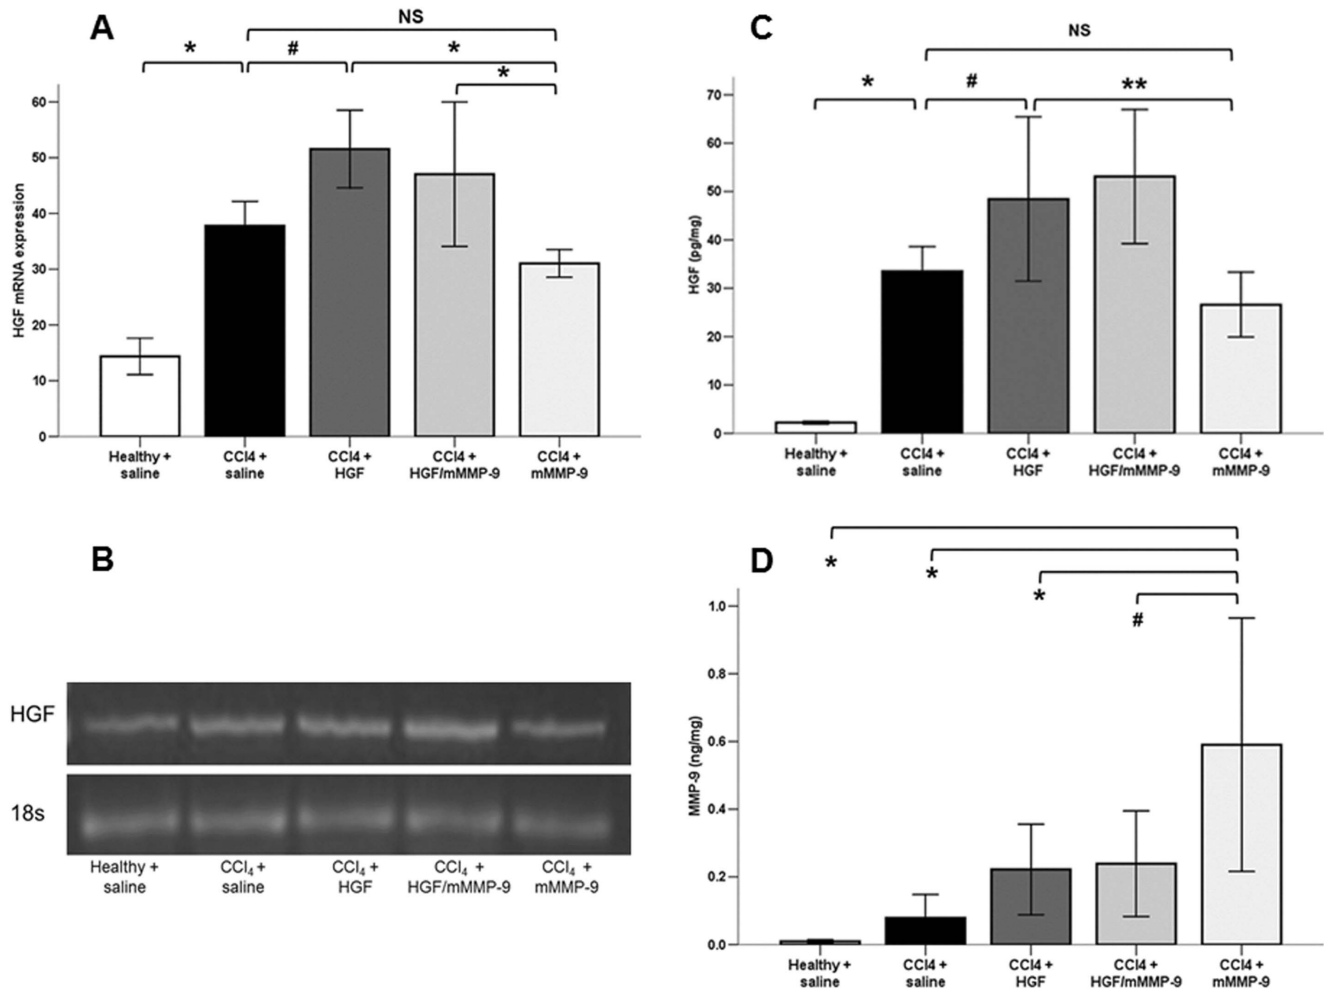 A
NS
*
#
*
*
HGF mRNA expression
60
50
40
30
20
10
0
Healthy +
saline
CCl4 +
saline
CCl4 +
HGF
CCl4 +
HGF/mMMP-9
CCl4 +
mMMP-9
B
HGF
18s
Healthy +
saline
CCl₄ +
saline
CCl₄ +
HGF
CCl₄ +
HGF/mMMP-9
CCl₄ +
mMMP-9
C
NS
*
#
**
HGF (pg/mg)
70
60
50
40
30
20
10
0
Healthy +
saline
CCl4 +
saline
CCl4 +
HGF
CCl4 +
HGF/mMMP-9
CCl4 +
mMMP-9
D
*
*
*
#
MMP-9 (ng/mg)
1.0
0.8
0.6
0.4
0.2
0.0
Healthy +
saline
CCl4 +
saline
CCl4 +
HGF
CCl4 +
HGF/mMMP-9
CCl4 +
mMMP-9